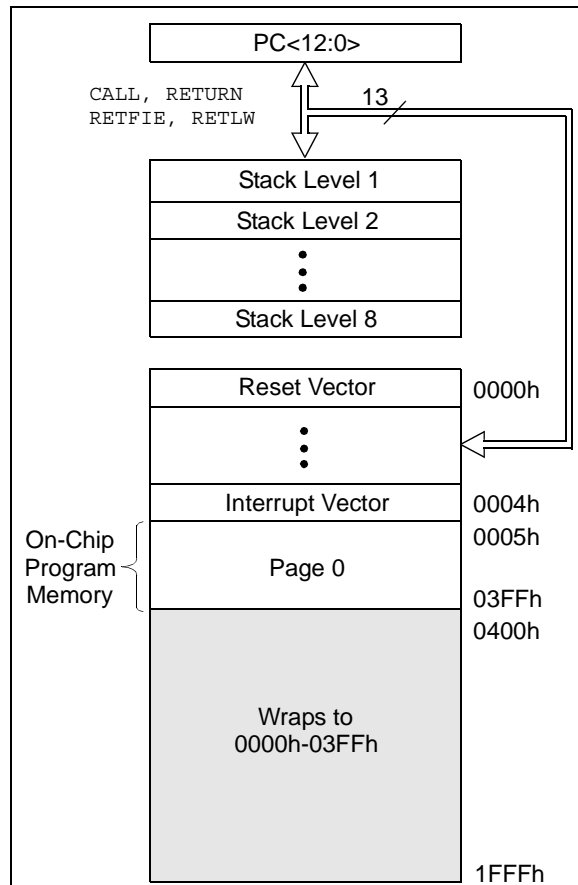 PC<12:0>
CALL, RETURN
RETFIE, RETLW
13
Stack Level 1
Stack Level 2
Stack Level 8
Reset Vector
0000h
Interrupt Vector
0004h
On-Chip
Program
Memory
0005h
Page 0
03FFh
0400h
Wraps to
0000h-03FFh
1FFFh